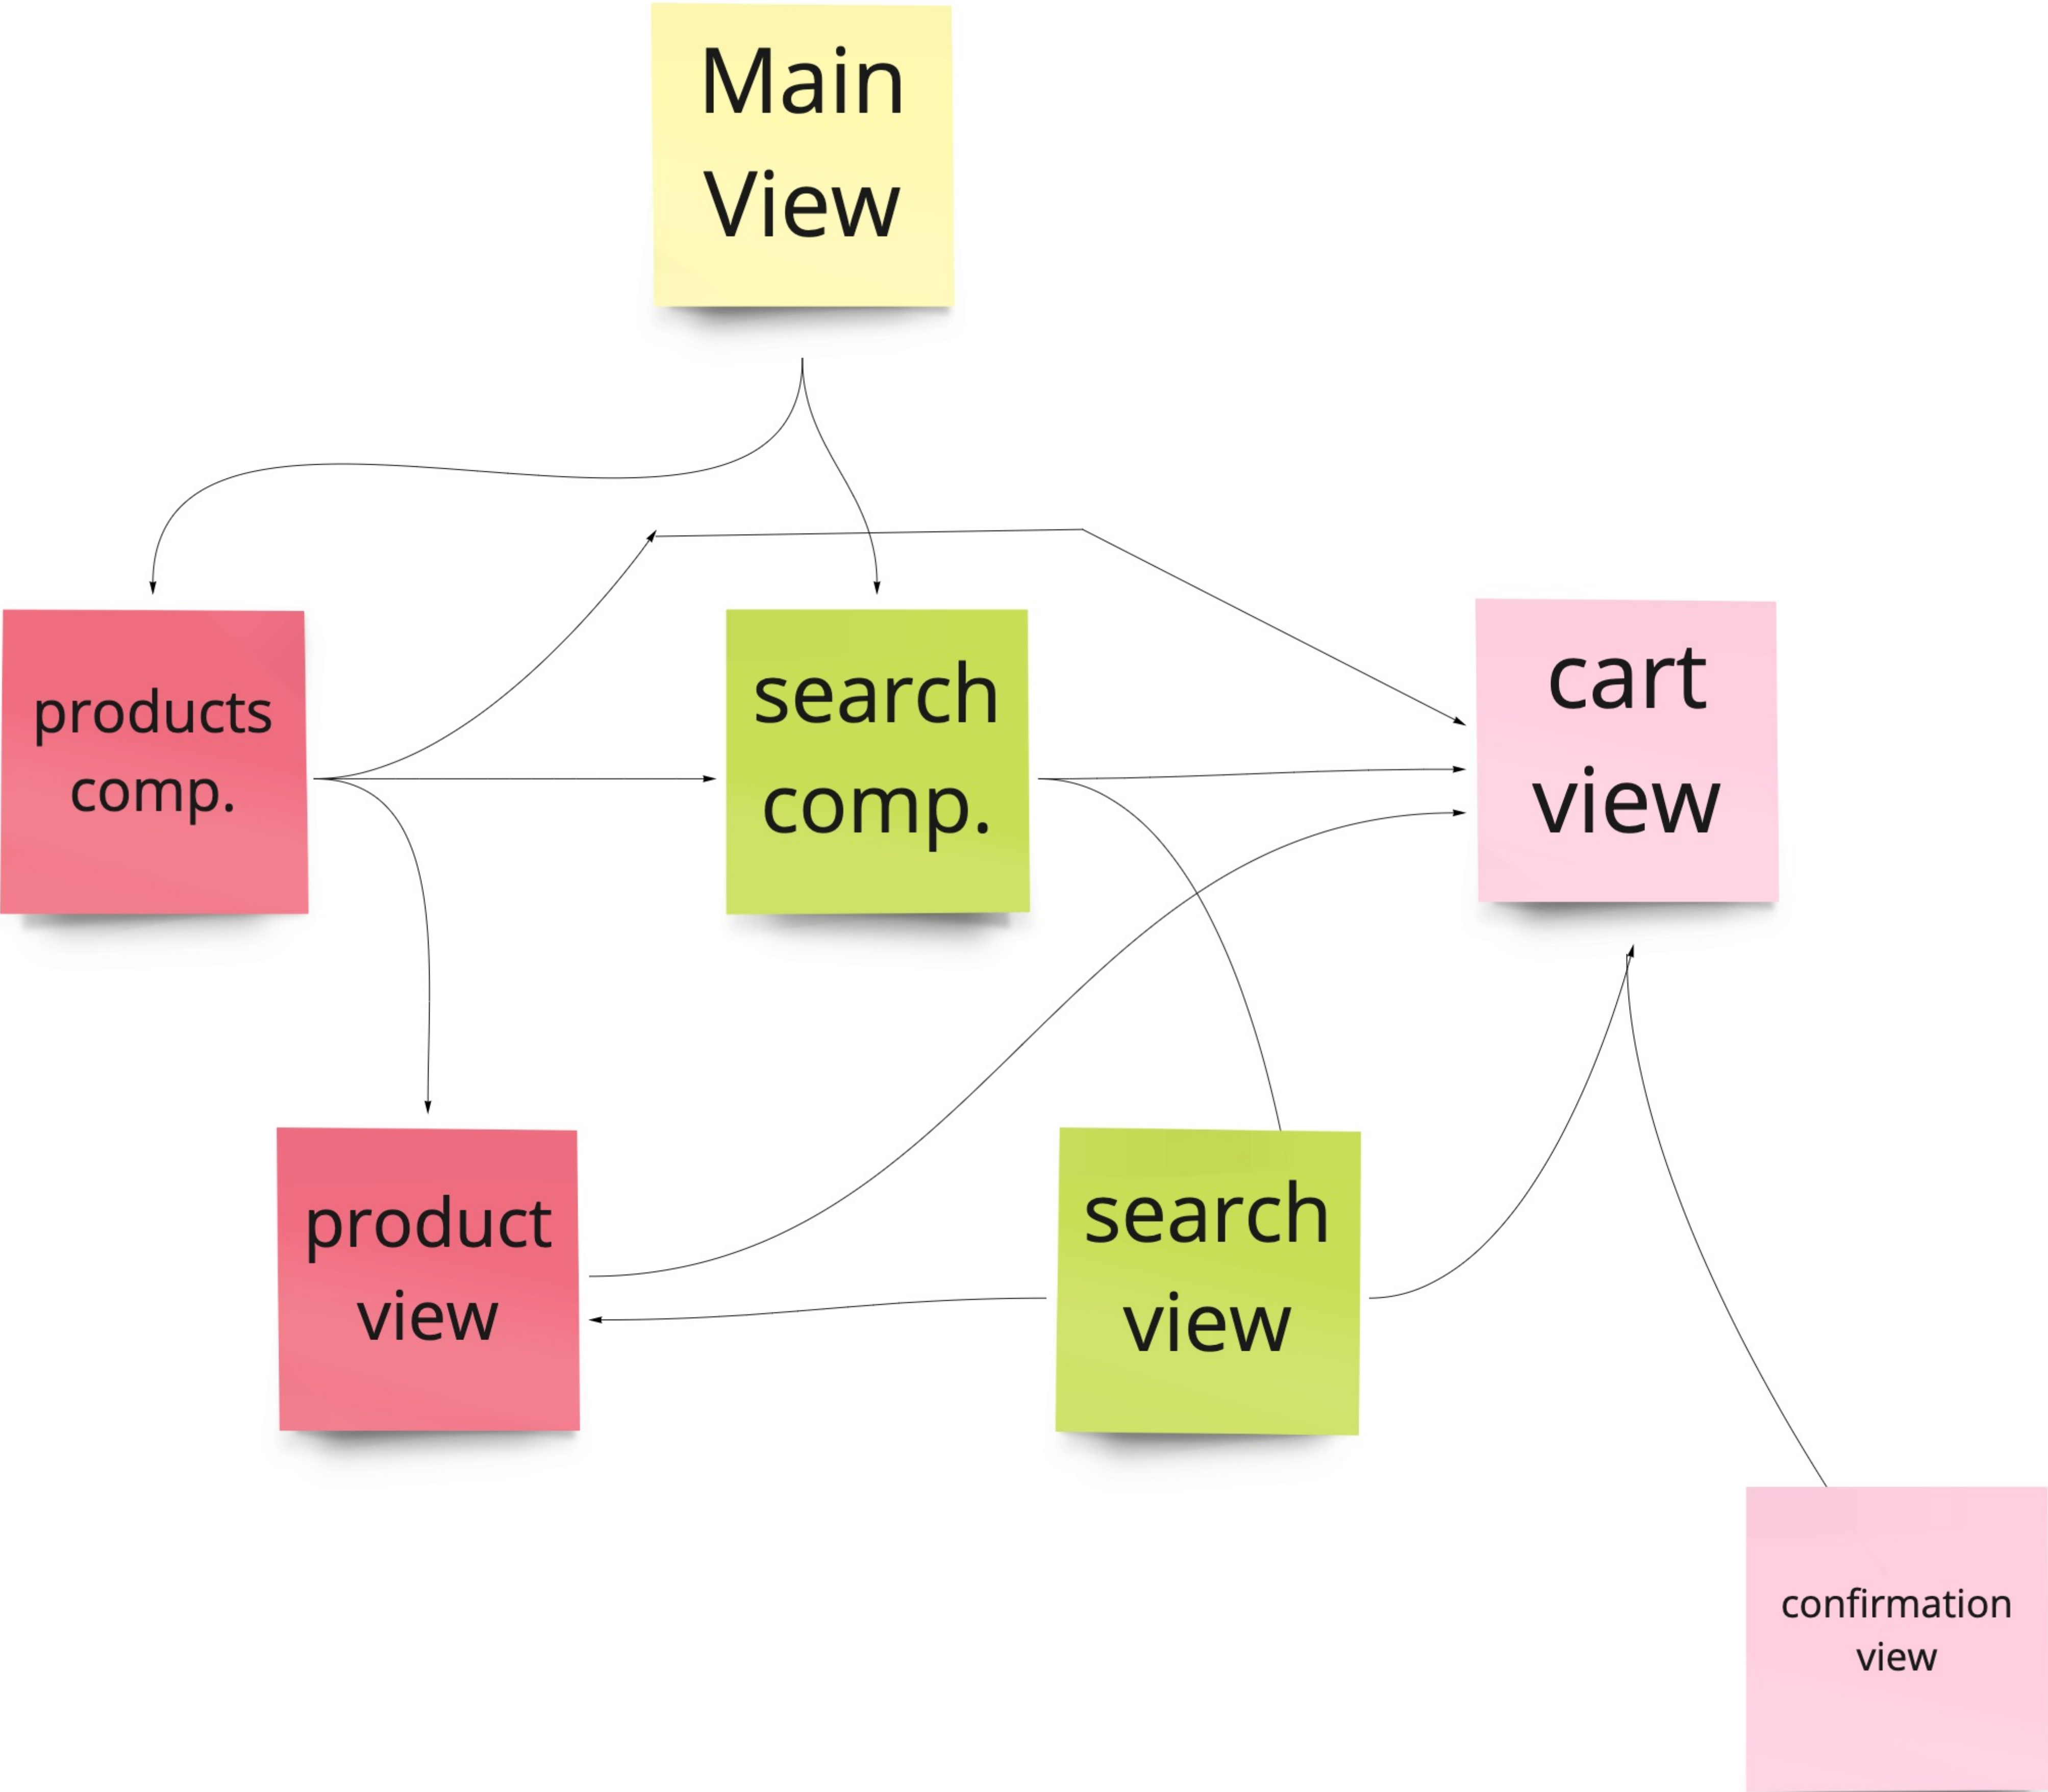 Main
View
products
comp.
search
comp.
cart
view
product
view
search
view
confirmation
view